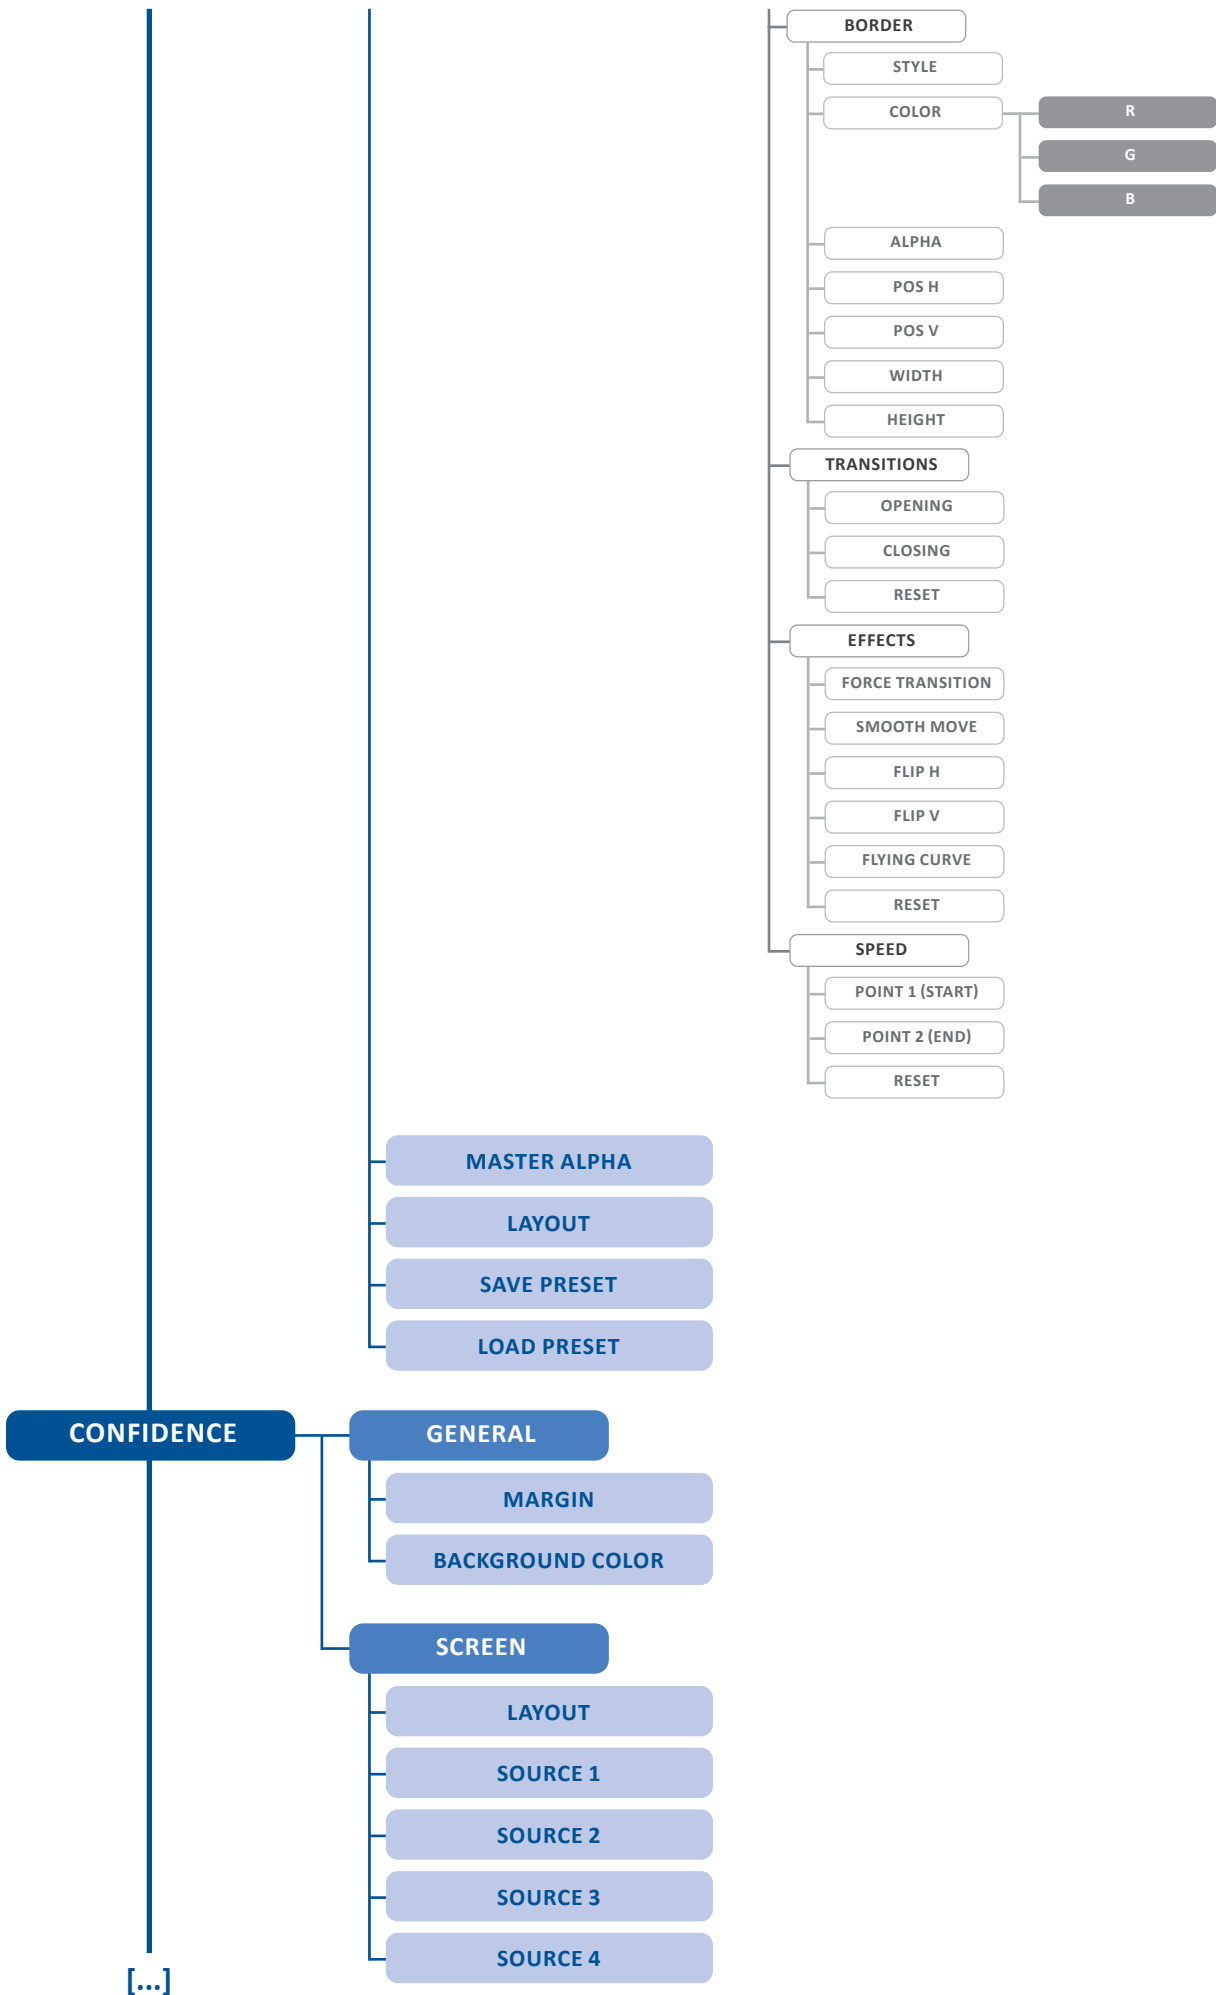 BORDER
STYLE
COLOR
R
G
B
ALPHA
POS H
POS V
WIDTH
HEIGHT
TRANSITIONS
OPENING
CLOSING
RESET
EFFECTS
FORCE TRANSITION
SMOOTH MOVE
FLIP H
FLIP V
FLYING CURVE
RESET
SPEED
POINT 1 (START)
POINT 2 (END)
RESET
MASTER ALPHA
LAYOUT
SAVE PRESET
LOAD PRESET
CONFIDENCE
GENERAL
MARGIN
BACKGROUND COLOR
SCREEN
LAYOUT
SOURCE 1
SOURCE 2
SOURCE 3
SOURCE 4
[...]